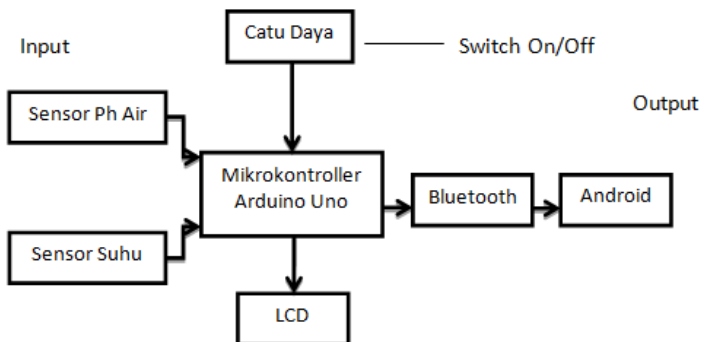 Catu Daya
Input
Switch On/Off
Output
Sensor Ph Air
Mikrokontroller
Arduino Uno
Bluetooth
Android
Sensor Suhu
LCD